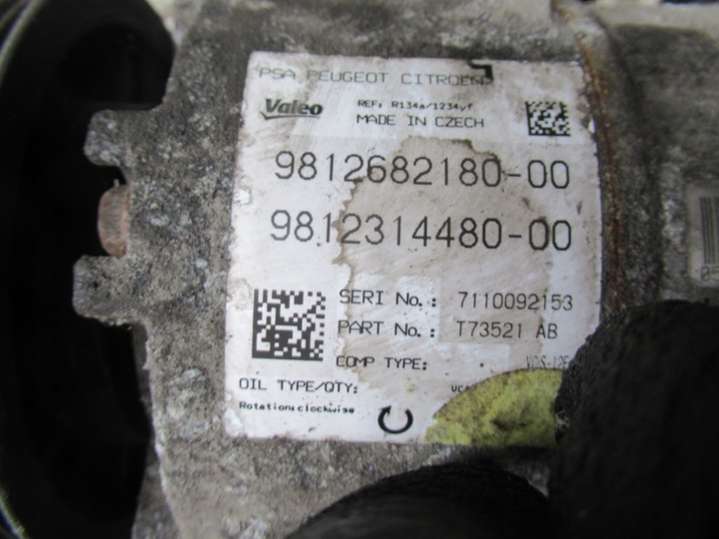 PSA PEUGEOT CITROEN
Valeo REF: R134a/1234yf
MADE IN CZECH
9812682180-00
9812314480-00
SERI No.: 7110092153
PART No.: T73521 AB
COMP TYPE:
OIL TYPE/QTY:
Rotation:clockwise